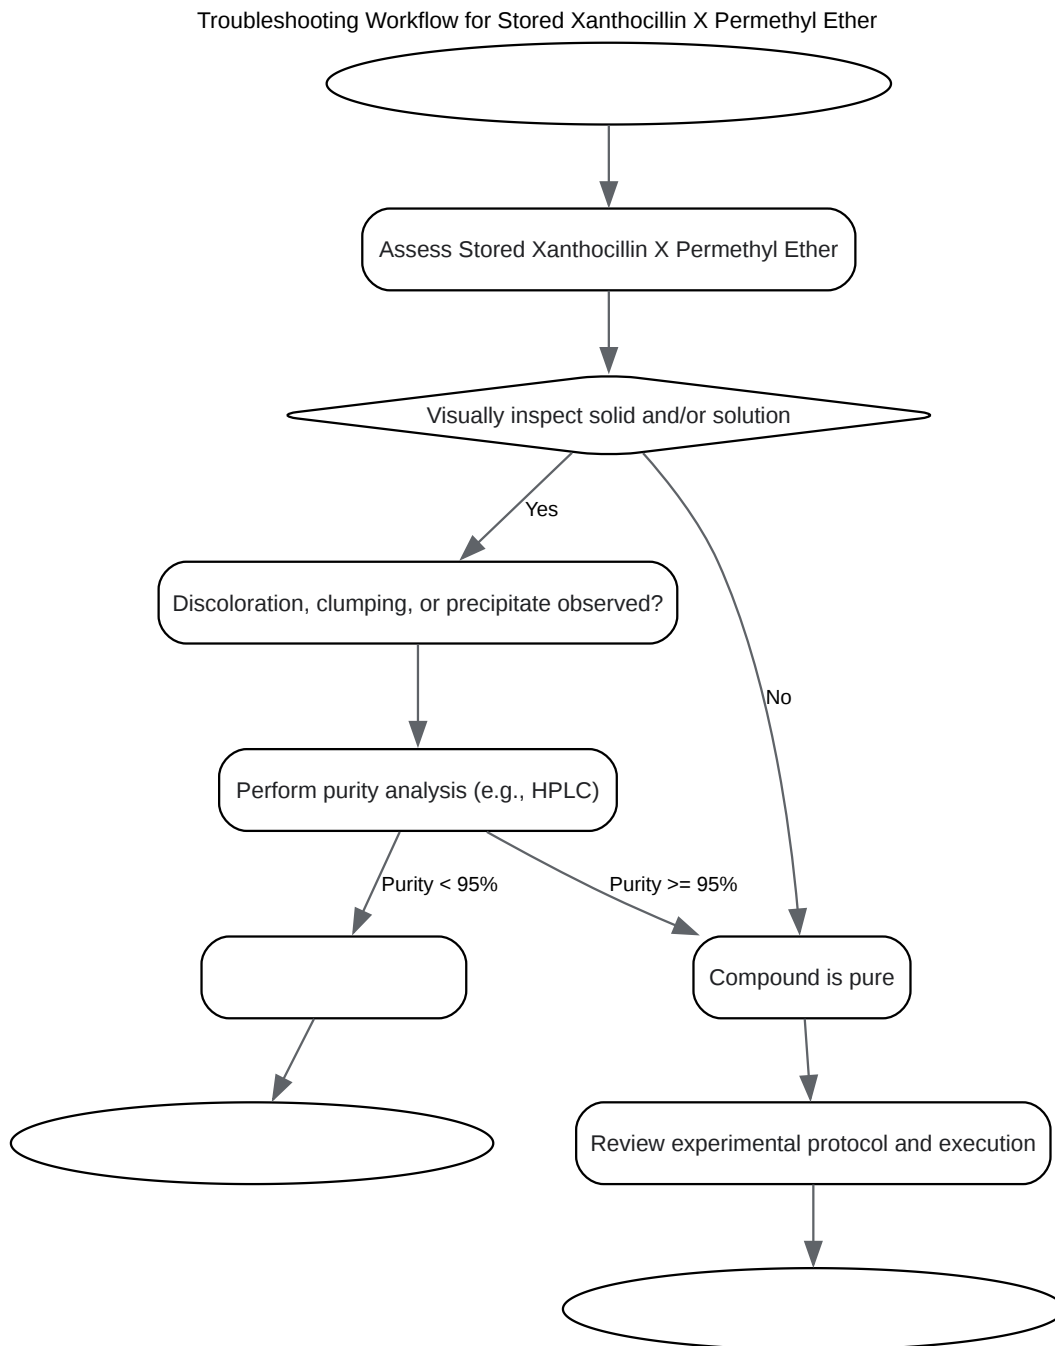 Troubleshooting Workflow for Stored Xanthocillin X Permethyl Ether
Assess Stored Xanthocillin X Permethyl Ether
Visually inspect solid and/or solution
Yes
Discoloration, clumping, or precipitate observed?
No
Perform purity analysis (e.g., HPLC)
Purity < 95%
Purity >= 95%
Compound is pure
Review experimental protocol and execution